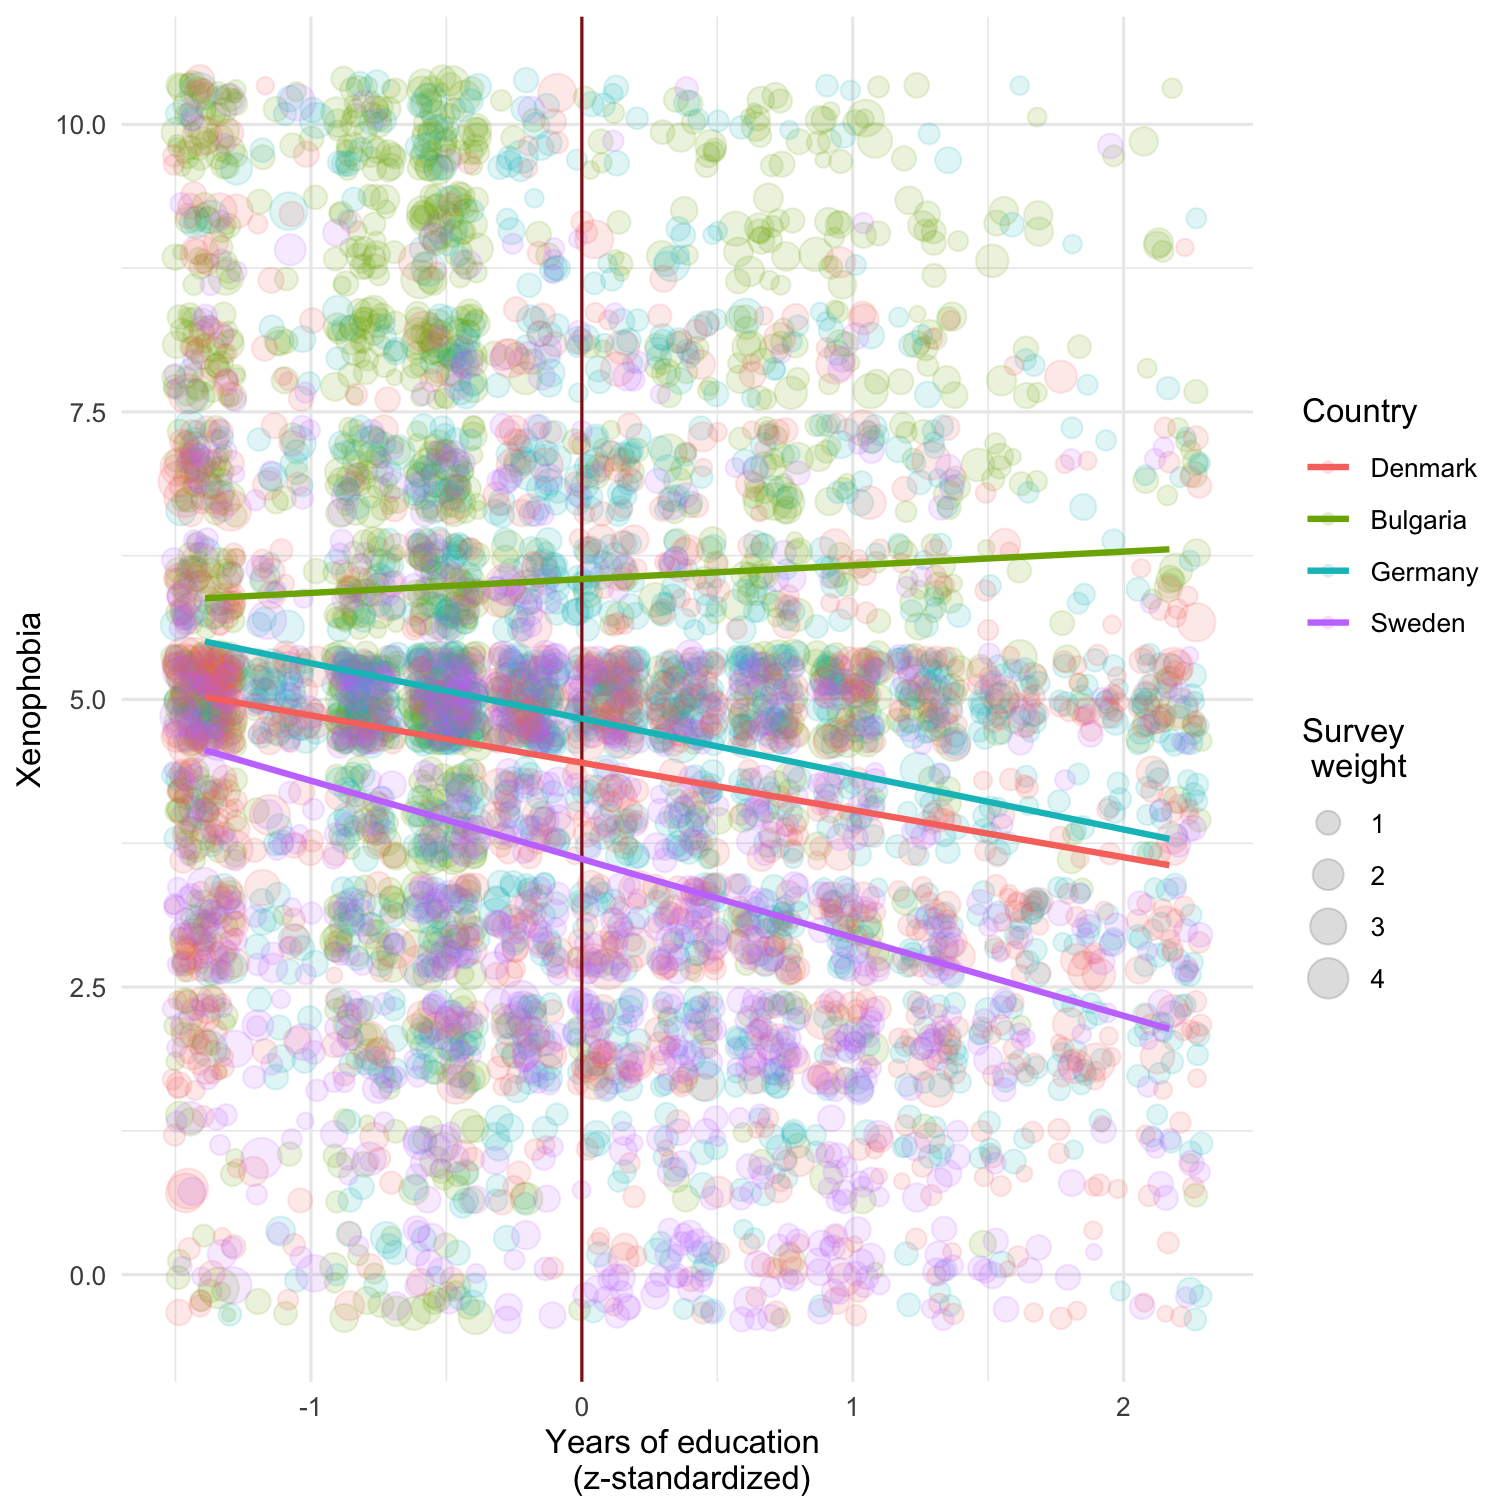 10.0
7.5
5.0
2.5
0.0
Xenophobia
-1
0
1
2
Years of education
(z-standardized)
Country
Denmark
Bulgaria
Germany
Sweden
Survey
weight
1
2
3
4